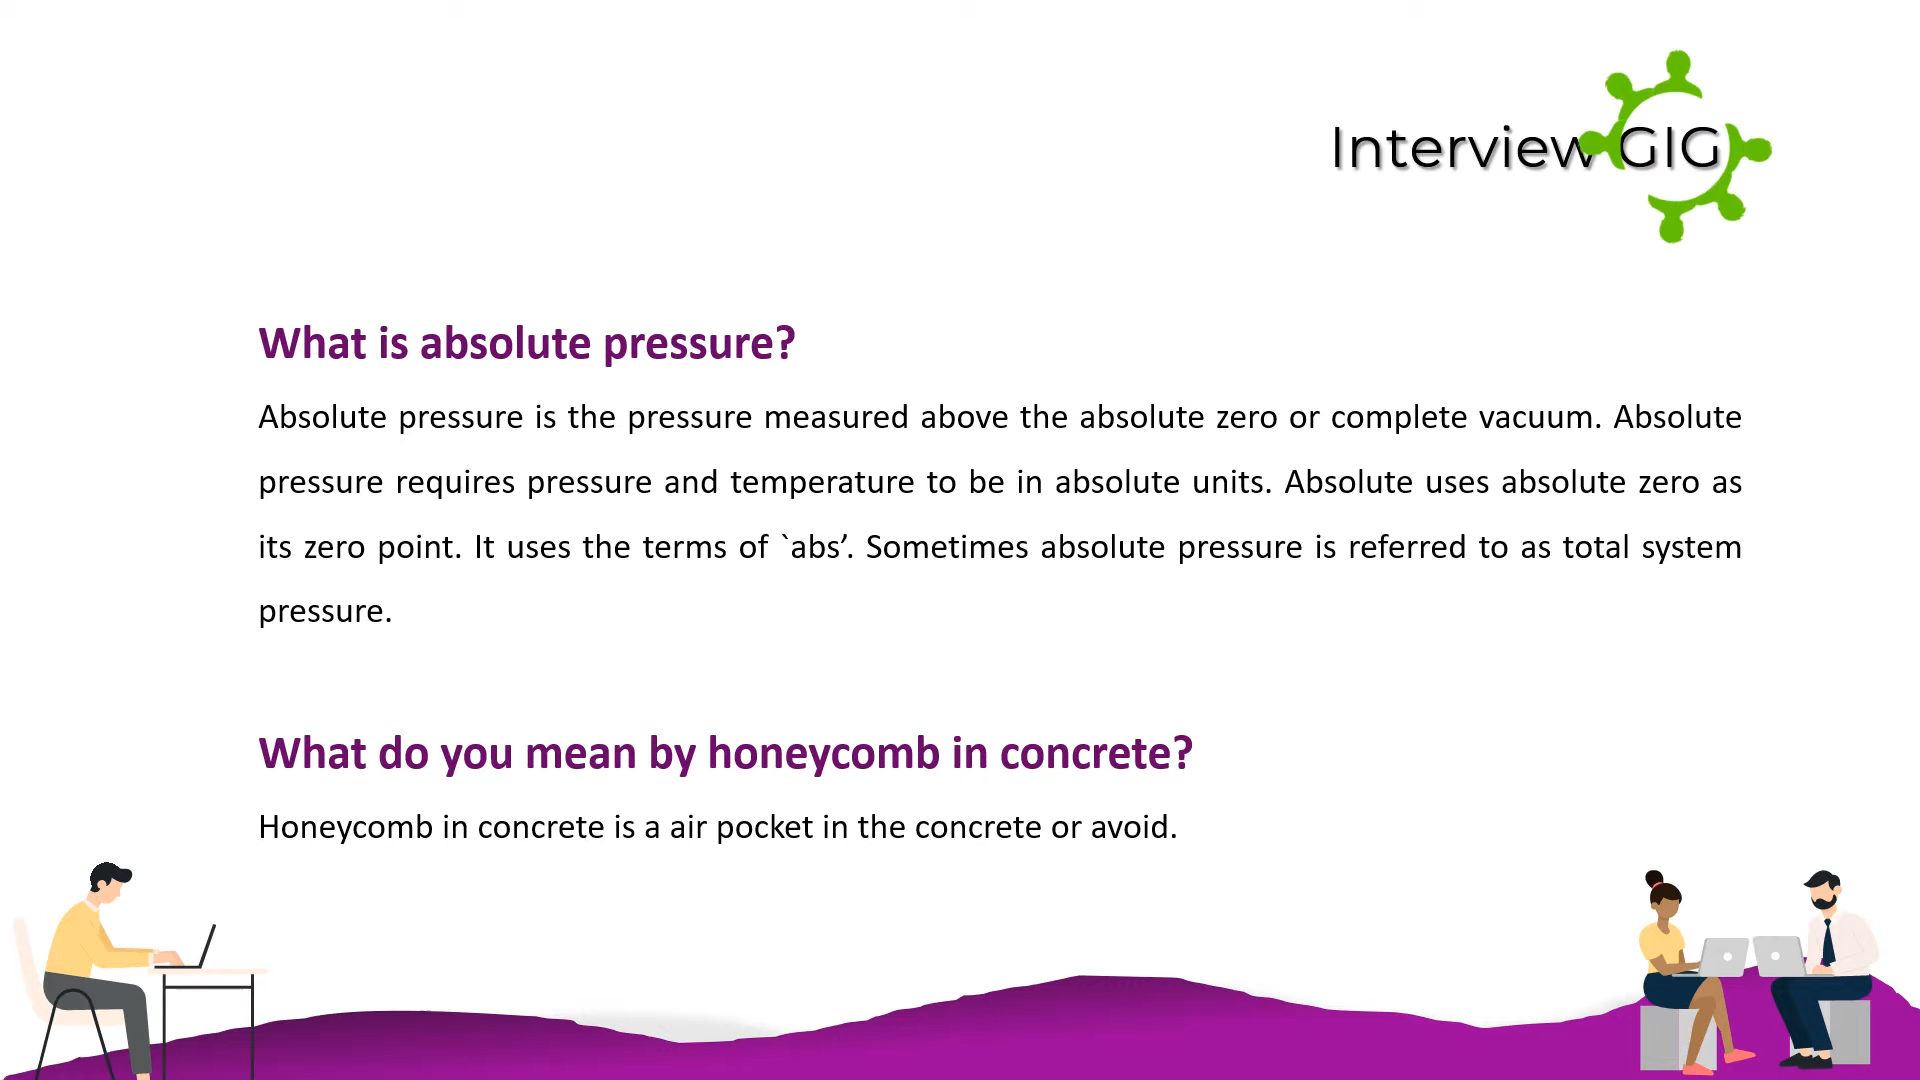 Interview GIG
What is absolute pressure?
Absolute pressure is the pressure measured above the absolute zero or complete vacuum. Absolute
pressure requires pressure and temperature to be in absolute units. Absolute uses absolute zero as
its zero point. It uses the terms of `abs’. Sometimes absolute pressure is referred to as total system
pressure.
What do you mean by honeycomb in concrete?
Honeycomb in concrete is a air pocket in the concrete or avoid.